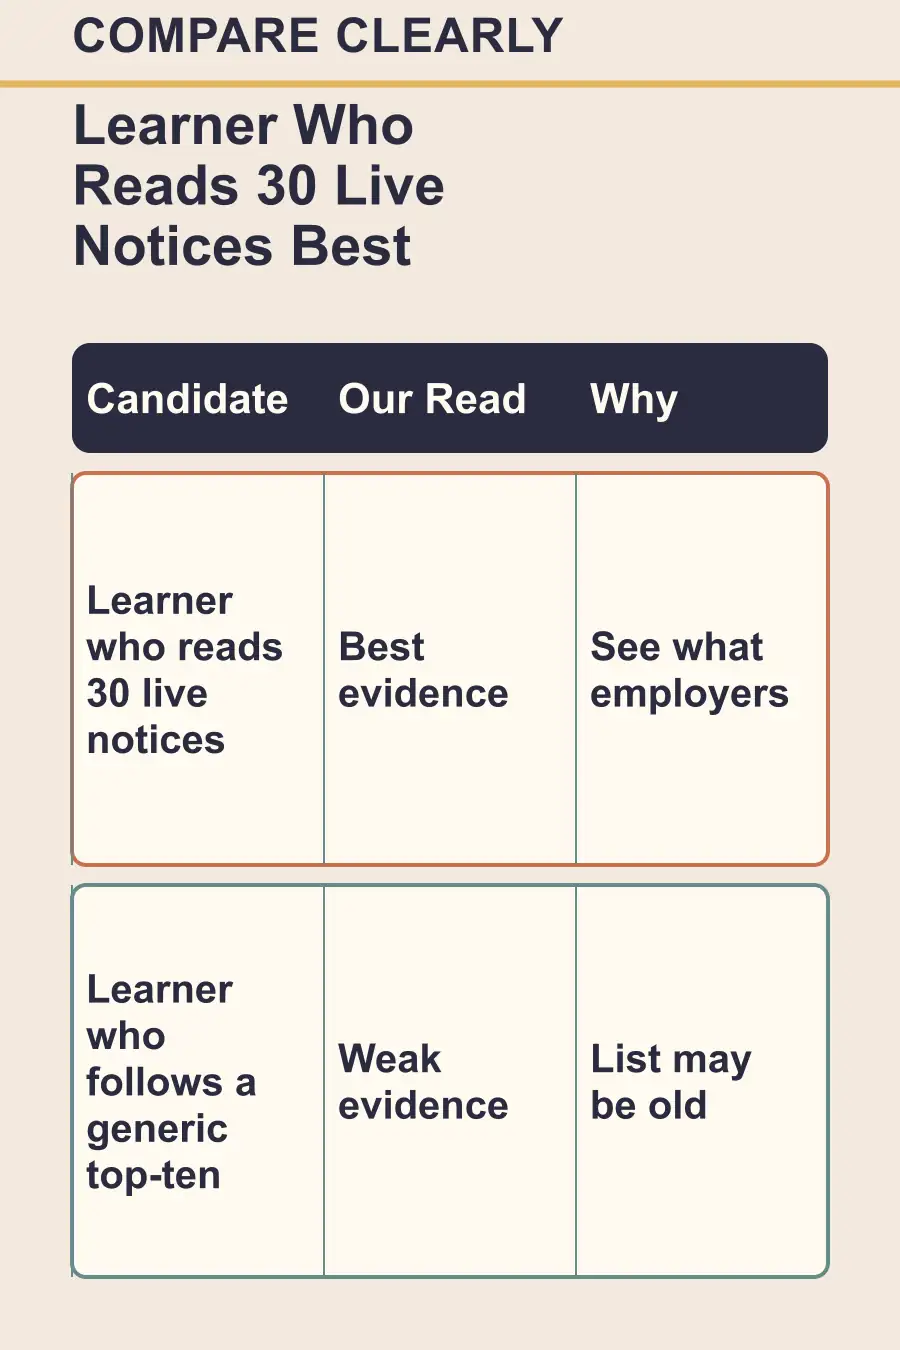 COMPARE CLEARLY
Learner Who
Reads 30 Live
Notices Best
Candidate Our Read Why
Learner
who reads
30 live
notices
Best
evidence
See what
employers
Learner
who
follows a
generic
top-ten
Weak
evidence
List may
be old